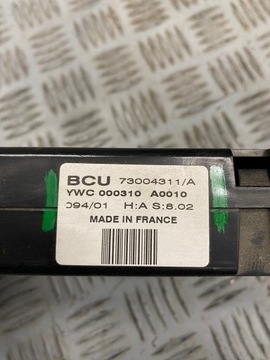 BCU 73004311/A
YWC 000310 A0010
094/01 H:A S:8.02
MADE IN FRANCE